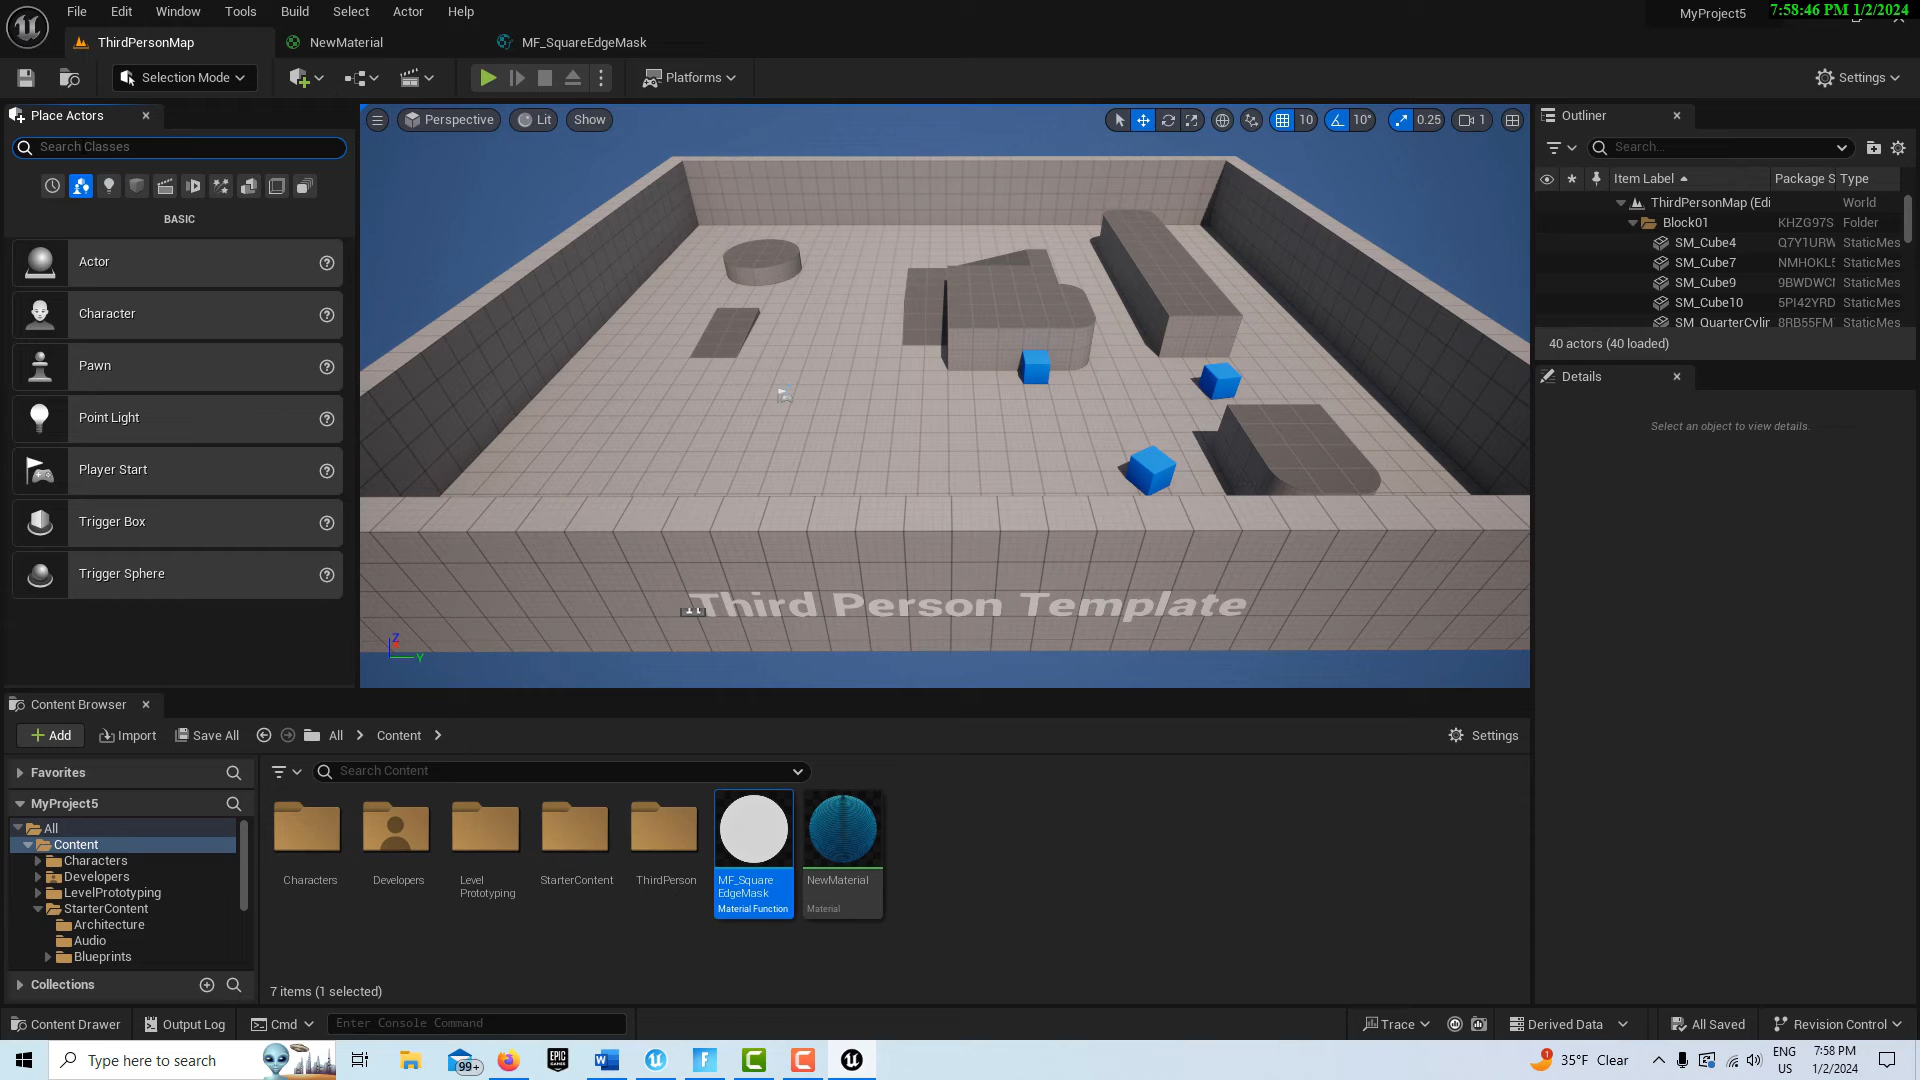 File Edit Window Tools Build Select Actor Help
MyProject5
7:58:46 PM 1/2/2024
ThirdPersonMap
NewMaterial
MF_SquareEdgeMask
Selection Mode
Platforms
Settings
Place Actors
Search Classes
BASIC
Actor
Character
Pawn
Point Light
Player Start
Trigger Box
Trigger Sphere
Perspective
Lit
Show
10
10°
0.25
1
Third Person Template
Z
Y
Outliner
Search...
Item Label
Package S
Type
ThirdPersonMap (Edi
World
Block01
KHZG97S
Folder
SM_Cube4
Q7Y1URW
StaticMes
SM_Cube7
NMHOKL
StaticMes
SM_Cube9
9BWDWC
StaticMes
SM_Cube10
5PI42YRD
StaticMes
SM_QuarterCylin
8RB55FM
StaticMes
40 actors (40 loaded)
Details
Select an object to view details.
Content Browser
Add
Import
Save All
All
Content
Settings
Favorites
MyProject5
All
Content
Characters
Developers
LevelPrototyping
StarterContent
Architecture
Audio
Blueprints
Collections
Search Content
Characters
Developers
Level
Prototyping
StarterContent
ThirdPerson
MF_Square
EdgeMask
Material Function
NewMaterial
Material
7 items (1 selected)
Content Drawer
Output Log
Cmd
Enter Console Command
Trace
Derived Data
All Saved
Revision Control
Type here to search
99+
EPIC
GAMES
1
35°F Clear
ENG
US
7:58 PM
1/2/2024